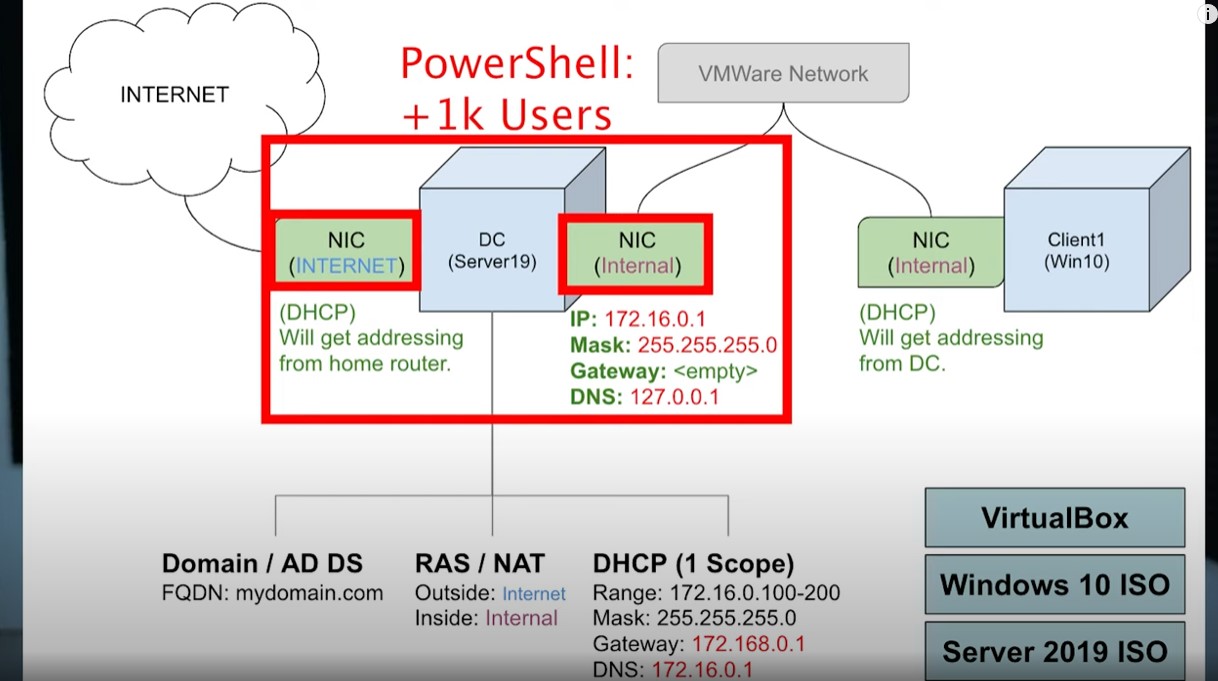 INTERNET
PowerShell:
+1k Users
VMWare Network
NIC
(INTERNET)
DC
(Server19)
NIC
(Internal)
NIC
(Internal)
Client1
(Win10)
(DHCP)
Will get addressing
from home router.
IP: 172.16.0.1
Mask: 255.255.255.0
Gateway: <empty>
DNS: 127.0.0.1
(DHCP)
Will get addressing
from DC.
Domain / AD DS
FQDN: mydomain.com
RAS / NAT
Outside: Internet
Inside: Internal
DHCP (1 Scope)
Range: 172.16.0.100-200
Mask: 255.255.255.0
Gateway: 172.168.0.1
DNS: 172.16.0.1
VirtualBox
Windows 10 ISO
Server 2019 ISO